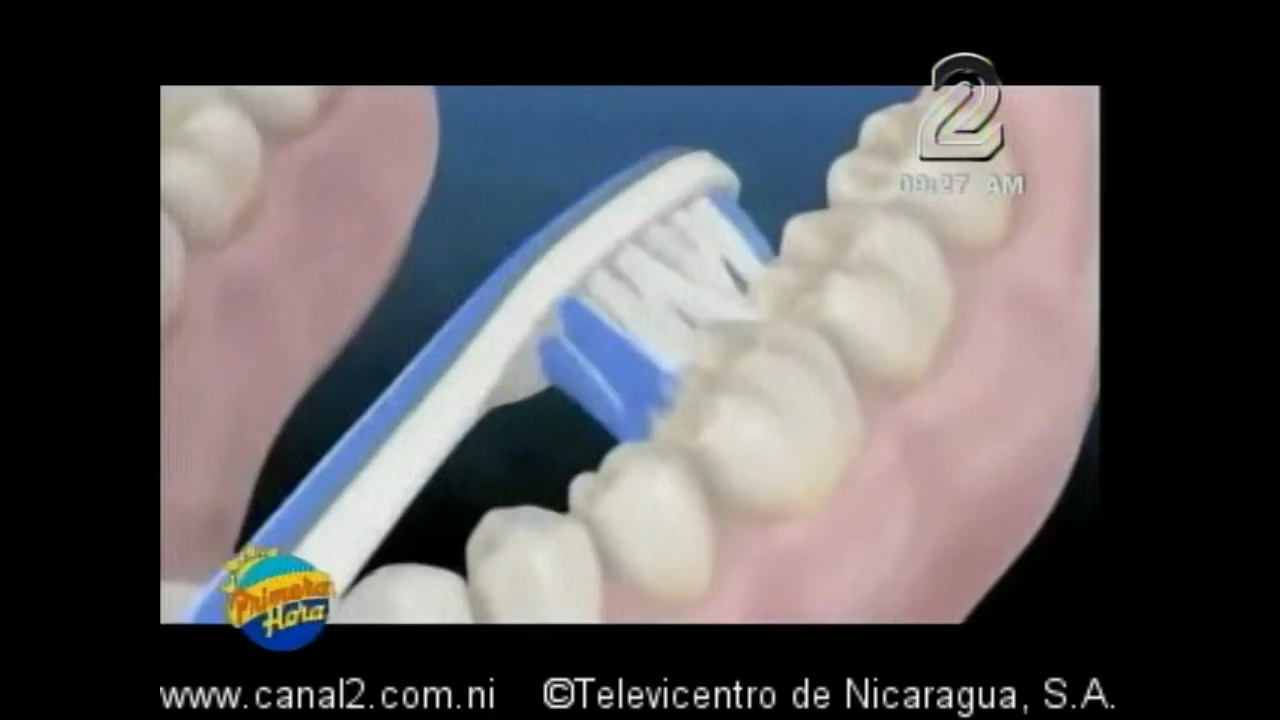 2
09:27 AM
Primera
Hora
www.canal2.com.ni ©Televicentro de Nicaragua, S.A.